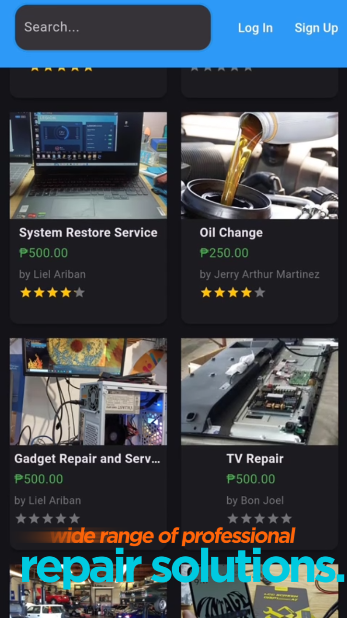 Search...
Log In
Sign Up
System Restore Service
₱500.00
by Liel Ariban
Oil Change
₱250.00
by Jerry Arthur Martinez
Gadget Repair and Serv...
₱500.00
by Liel Ariban
TV Repair
₱500.00
by Bon Joel
wide range of professional
repair solutions.
VINTAGE